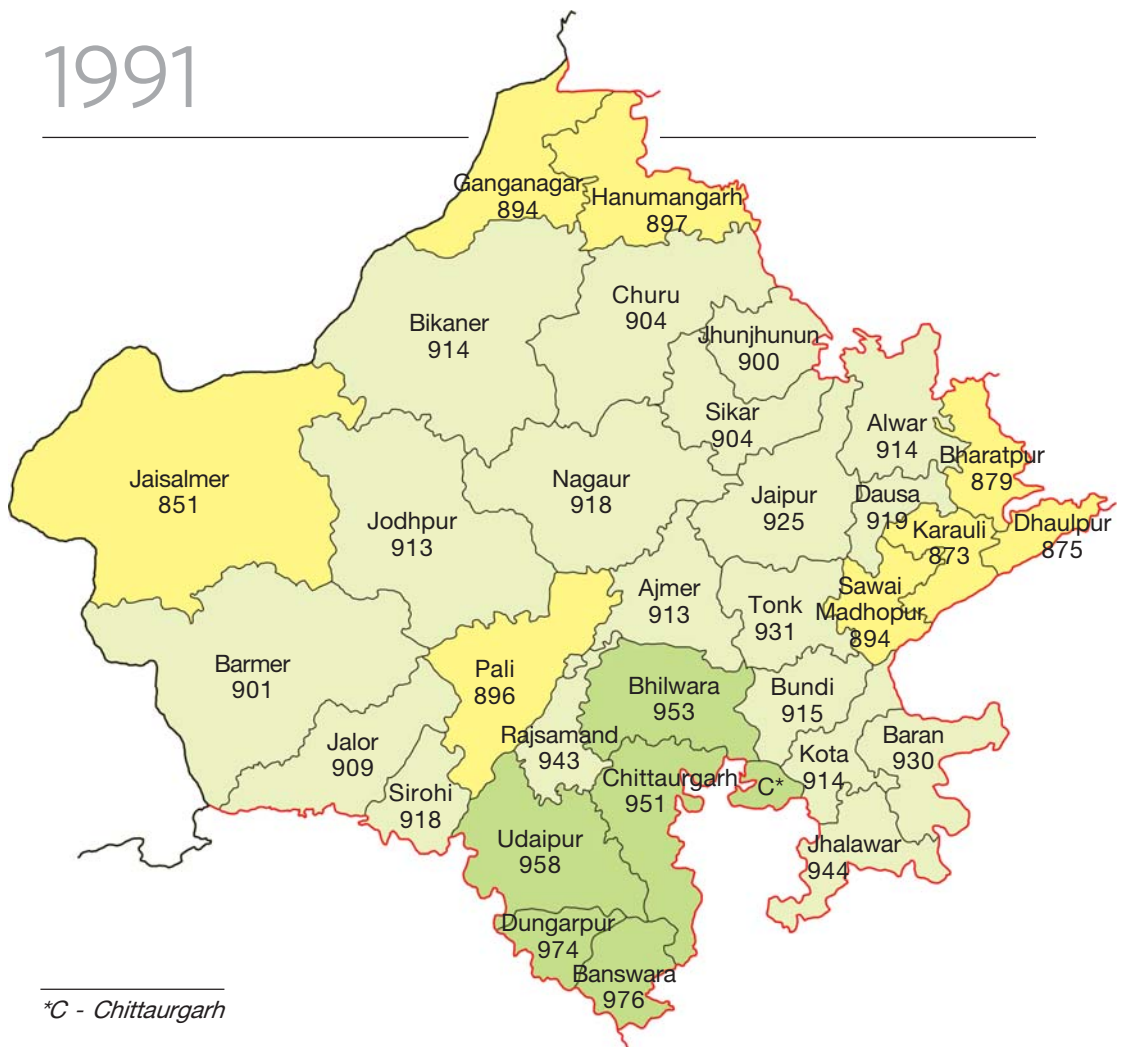 1991
Ganganagar
894
Hanumangarh
897
Churu
904
Bikaner
914
Jhunjhunun
900
Sikar
904
Alwar
914
Bharatpur
879
Jaisalmer
851
Nagaur
918
Jaipur
925
Dausa
919
Jodhpur
913
Karauli
873
Dhaulpur
875
Ajmer
913
Tonk
931
Sawai
Madhopur
894
Barmer
901
Pali
896
Bhilwara
953
Bundi
915
Jalor
909
Rajsamand
943
Kota
914
Baran
930
Sirohi
918
Chittaurgarh
951
C*
Udaipur
958
Jhalawar
944
Dungarpur
974
Banswara
976
*C - Chittaurgarh